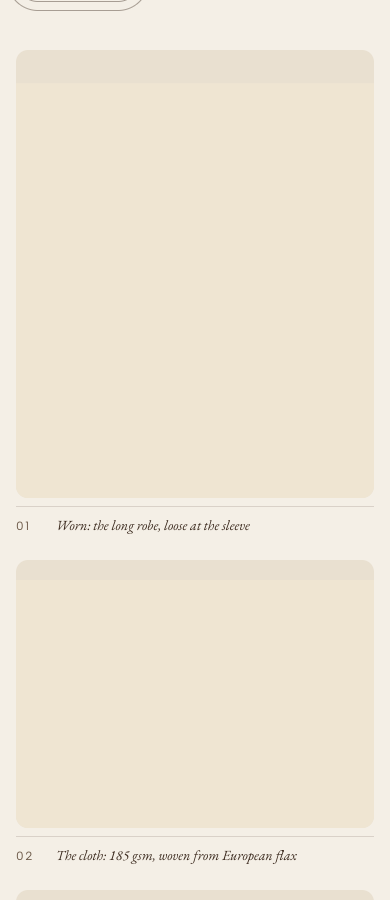 01 Worn: the long robe, loose at the sleeve
02 The cloth: 185 gsm, woven from European flax